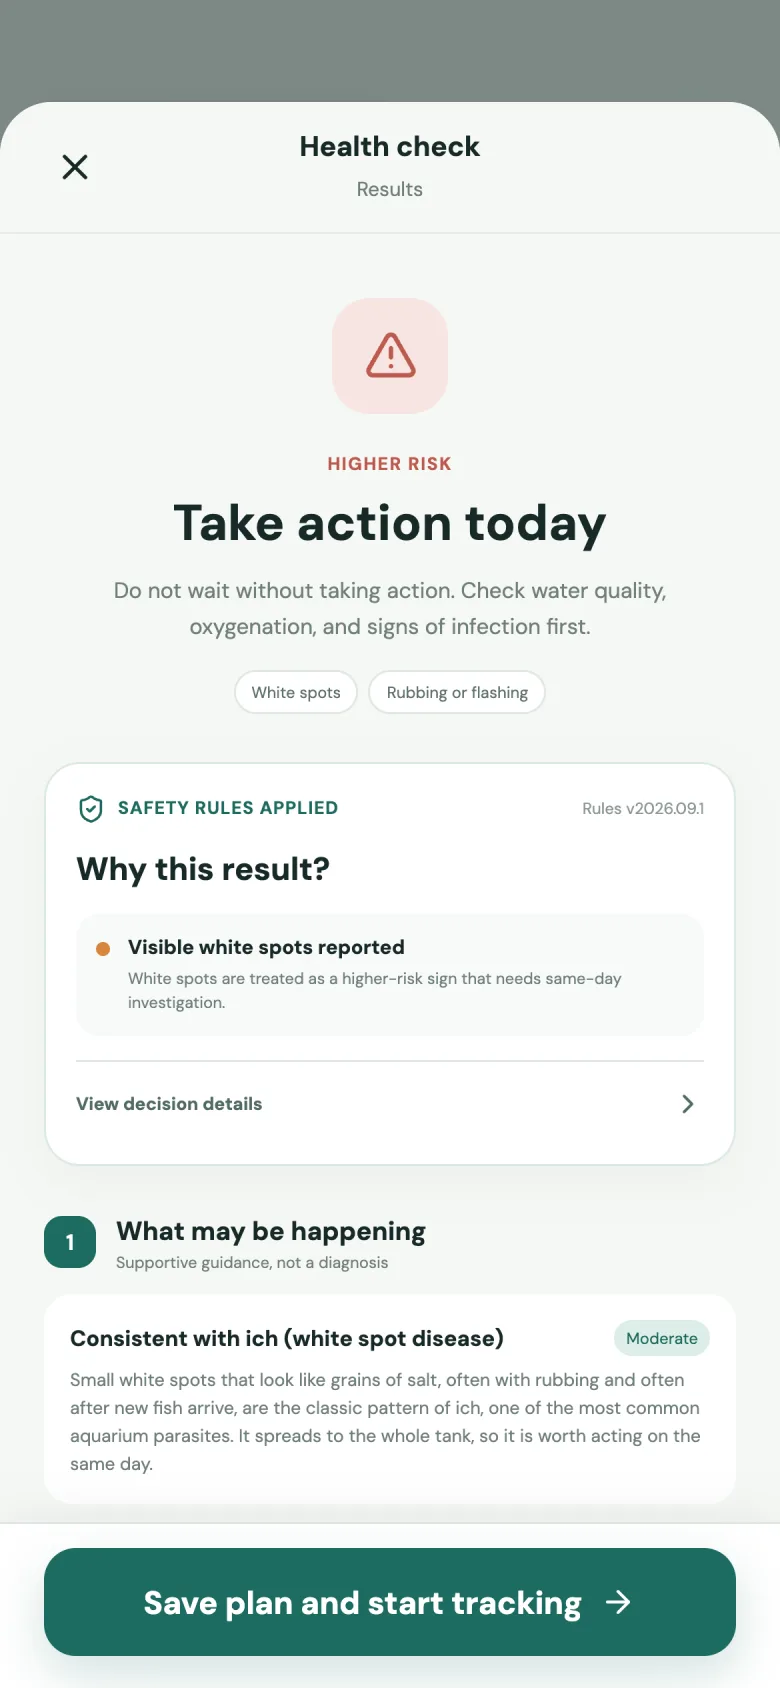 Health check
Results
HIGHER RISK
Take action today
Do not wait without taking action. Check water quality,
oxygenation, and signs of infection first.
White spots
Rubbing or flashing
SAFETY RULES APPLIED
Rules v2026.09.1
Why this result?
Visible white spots reported
White spots are treated as a higher-risk sign that needs same-day
investigation.
View decision details
1
What may be happening
Supportive guidance, not a diagnosis
Consistent with ich (white spot disease)
Moderate
Small white spots that look like grains of salt, often with rubbing and often
after new fish arrive, are the classic pattern of ich, one of the most common
aquarium parasites. It spreads to the whole tank, so it is worth acting on the
same day.
Save plan and start tracking